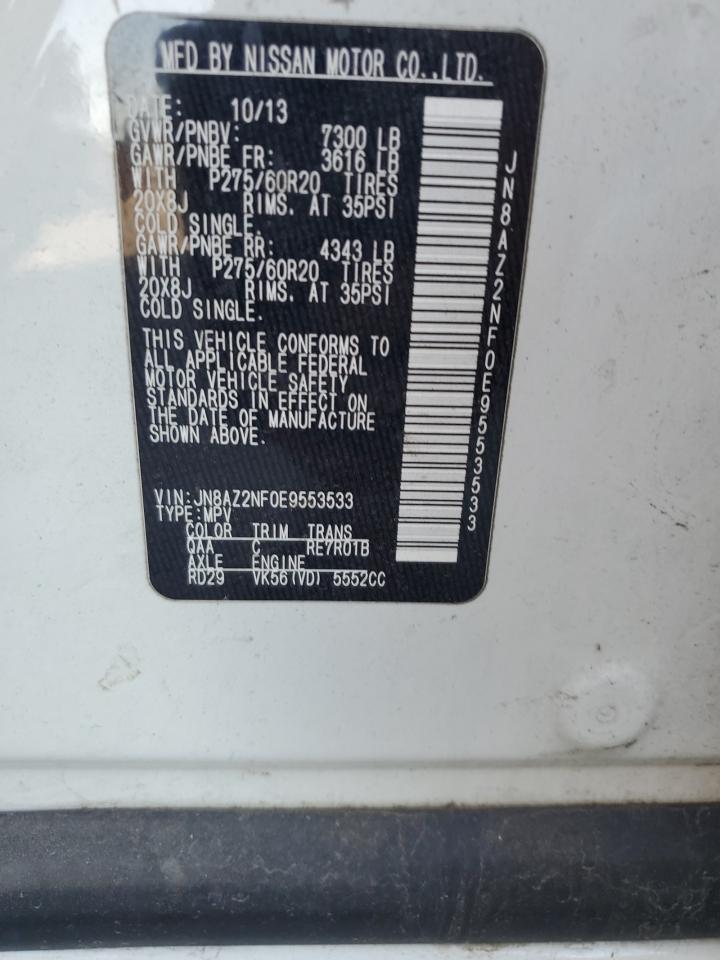 MFD BY NISSAN MOTOR CO.,LTD.
DATE: 10/13
GVWR/PNBV: 7300 LB
GAWR/PNBE FR: 3616 LB
WITH P275/60R20 TIRES
20X8J RIMS. AT 35PSI
COLD SINGLE.
GAWR/PNBE RR: 4343 LB
WITH P275/60R20 TIRES
20X8J RIMS. AT 35PSI
COLD SINGLE.
THIS VEHICLE CONFORMS TO
ALL APPLICABLE FEDERAL
MOTOR VEHICLE SAFETY
STANDARDS IN EFFECT ON
THE DATE OF MANUFACTURE
SHOWN ABOVE.
VIN:JN8AZ2NF0E9553533
TYPE:MPV
COLOR TRIM TRANS
QAA C RE7R01B
AXLE ENGINE
RD29 VK56(VD) 5552CC
JN8AZ2NF0E9553533